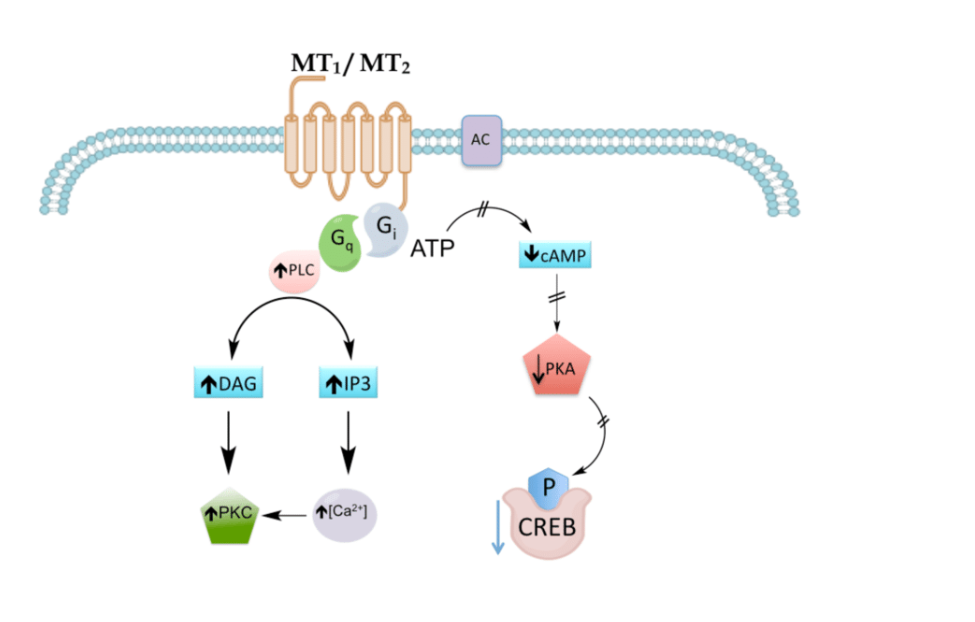 MT₁/ MT₂
AC
Gq
Gi
ATP
↑PLC
↓cAMP
↑DAG
↑IP3
↓PKA
↑PKC
↑[Ca²⁺]
P
CREB